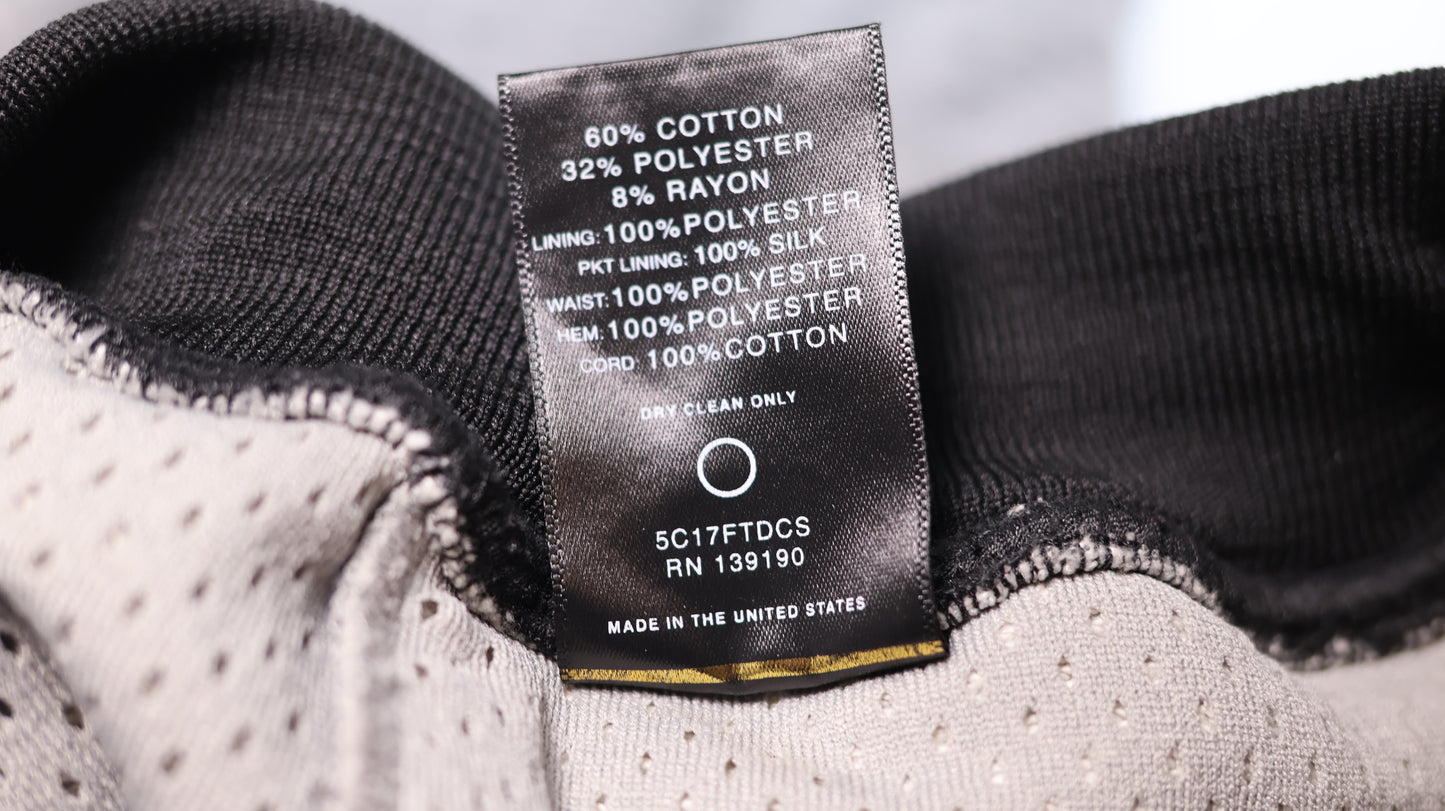 60% COTTON
32% POLYESTER
8% RAYON
LINING: 100% POLYESTER
PKT LINING: 100% SILK
WAIST: 100% POLYESTER
HEM: 100% POLYESTER
CORD 100% COTTON
DRY CLEAN ONLY
5C17FTDCS
RN 139190
MADE IN THE UNITED STATES